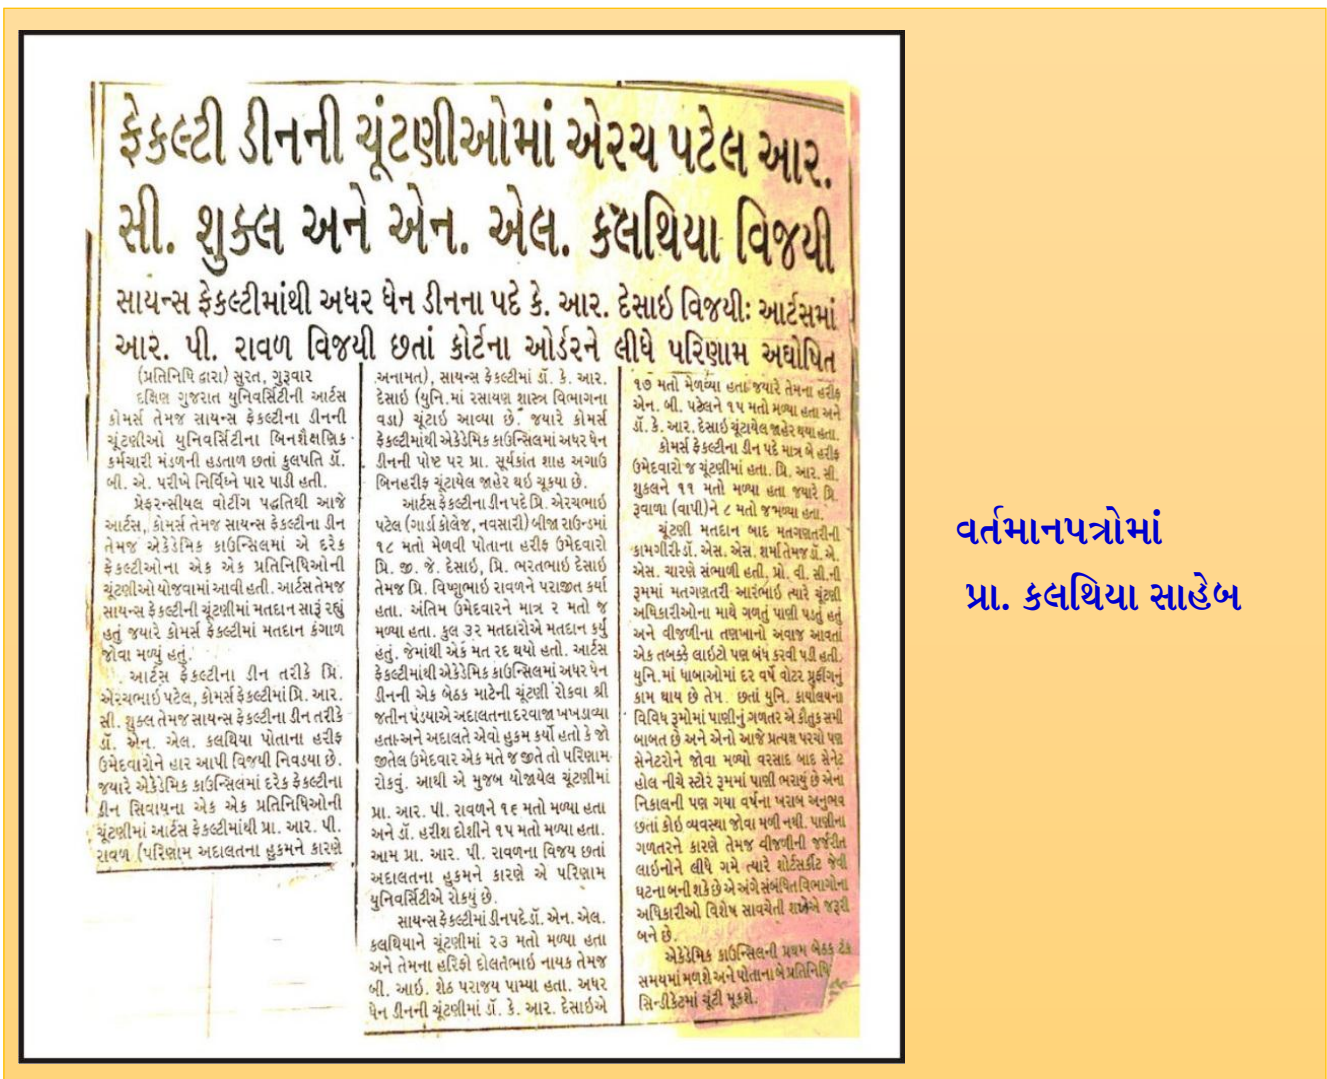 ફેકલ્ટી ડીનની ચૂંટણીઓમાં એરચ પટેલ આર.
સી. શુક્લ અને એન. એલ. કલથિયા વિજયી
સાયન્સ ફેકલ્ટીમાંથી અધર ધેન ડીનના પદે કે. આર. દેસાઇ વિજયીઃ આર્ટસમાં
આર. પી. રાવળ વિજયી છતાં કોર્ટના ઓર્ડરને લીધે પરિણામ અઘોષિત
(પ્રતિનિધિ દ્વારા) સુરત, ગુરૂવાર
દક્ષિણ ગુજરાત યુનિવર્સિટીની આર્ટસ
કોમર્સ તેમજ સાયન્સ ફેકલ્ટીના ડીનની
ચૂંટણીઓ યુનિવર્સિટીના બિનશૈક્ષણિક
કર્મચારી મંડળની હડતાળ છતાં કુલપતિ ડૉ.
બી. એ. પરીખે નિર્વિઘ્ને પાર પાડી હતી.
પ્રેફરન્સીયલ વોટીંગ પદ્ધતિથી આજે
આર્ટસ, કોમર્સ તેમજ સાયન્સ ફેકલ્ટીના ડીન
તેમજ એકેડેમિક કાઉન્સિલમાં એ દરેક
ફેકલ્ટીઓના એક એક પ્રતિનિધિઓની
ચૂંટણીઓ યોજવામાં આવી હતી. આર્ટસ તેમજ
સાયન્સ ફેકલ્ટીની ચૂંટણીમાં મતદાન સારૂં રહ્યું
હતું જયારે કોમર્સ ફેકલ્ટીમાં મતદાન કંગાળ
જોવા મળ્યું હતું.
આર્ટસ ફેકલ્ટીના ડીન તરીકે પ્રિ.
એરચભાઇ પટેલ, કોમર્સ ફેકલ્ટીમાં પ્રિ. આર.
સી. શુક્લ તેમજ સાયન્સ ફેકલ્ટીના ડીન તરીકે
ડૉ. એન. એલ. કલથિયા પોતાના હરીફ
ઉમેદવારોને હાર આપી વિજયી નિવડયા છે.
જયારે એકેડેમિક કાઉન્સિલમાં દરેક ફેકલ્ટીના
ડીન સિવાયના એક એક પ્રતિનિધિઓની
ચૂંટણીમાં આર્ટસ ફેકલ્ટીમાંથી પ્રા. આર. પી.
રાવળ (પરિણામ અદાલતના હુકમને કારણે
અનામત), સાયન્સ ફેકલ્ટીમાં ડૉ. કે. આર.
દેસાઇ (યુનિ.માં રસાયણ શાસ્ત્ર વિભાગના
વડા) ચૂંટાઇ આવ્યા છે. જયારે કોમર્સ
ફેકલ્ટીમાંથી એકેડેમિક કાઉન્સિલમાં અધર ધેન
ડીનની પોષ્ટ પર પ્રા. સૂર્યકાંત શાહ અગાઉ
બિનહરીફ ચૂંટાયેલ જાહેર થઇ ચૂકયા છે.
આર્ટસ ફેકલ્ટીના ડીન પદે પ્રિ. એરચભાઇ
પટેલ (ગાર્ડા કોલેજ, નવસારી) બીજા રાઉન્ડમાં
૧૮ મતો મેળવી પોતાના હરીફ ઉમેદવારો
પ્રિ. જી. જે. દેસાઇ, પ્રિ. ભરતભાઇ દેસાઇ
તેમજ પ્રિ. વિષ્ણુભાઇ રાવળને પરાજીત કર્યા
હતા. અંતિમ ઉમેદવારને માત્ર ૨ મતો જ
મળ્યા હતા. કુલ ૩૨ મતદારોએ મતદાન કર્યુ
હતું. જેમાંથી એક મત રદ થયો હતો. આર્ટસ
ફેકલ્ટીમાંથી એકેડેમિક કાઉન્સિલમાં અધર ધેન
ડીનની એક બેઠક માટેની ચૂંટણી રોકવા શ્રી
જતીન પંડયાએ અદાલતના દરવાજા ખખડાવ્યા
હતા અને અદાલતે એવો હુકમ કર્યો હતો કે જો
જીતેલ ઉમેદવાર એક મતે જ જીતે તો પરિણામ
રોકવું. આથી એ મુજબ યોજાયેલ ચૂંટણીમાં
પ્રા. આર. પી. રાવળને ૧૬ મતો મળ્યા હતા
અને ડૉ. હરીશ દોશીને ૧૫ મતો મળ્યા હતા.
આમ પ્રા. આર. પી. રાવળના વિજય છતાં
અદાલતના હુકમને કારણે એ પરિણામ
યુનિવર્સિટીએ રોકયું છે.
સાયન્સ ફેકલ્ટીમાં ડીનપદે ડૉ. એન. એલ.
કલથિયાને ચૂંટણીમાં ૨૩ મતો મળ્યા હતા
અને તેમના હરિફો દોલતભાઇ નાયક તેમજ
બી. આઇ. શેઠ પરાજય પામ્યા હતા. અધર
ધેન ડીનની ચૂંટણીમાં ડૉ. કે. આર. દેસાઇએ
૧૭ મતો મેળવ્યા હતા જયારે તેમના હરીફ
એન. બી. પટેલને ૧૫ મતો મળ્યા હતા અને
ડૉ. કે. આર. દેસાઇ ચૂંટાયેલ જાહેર થયા હતા.
કોમર્સ ફેકલ્ટીના ડીન પદે માત્ર બે હરીફ
ઉમેદવારો જ ચૂંટણીમાં હતા. પ્રિ. આર. સી.
શુકલને ૧૧ મતો મળ્યા હતા જયારે પ્રિ.
રૂવાળા (વાપી)ને ૮ મતો જ મળ્યા હતા.
ચૂંટણી મતદાન બાદ મતગણતરીની
કામગીરી ડૉ. એસ. એસ. શર્મા તેમજ ડૉ. એ.
એસ. ચારણે સંભાળી હતી. પ્રો. વી. સી.ની
રૂમમાં મતગણતરી આરંભાઇ ત્યારે ચૂંટણી
અધિકારીઓના માથે ગળતું પાણી પડતું હતું
અને વીજળીના તણખાનો અવાજ આવતાં
એક તબક્કે લાઇટો પણ બંધ કરવી પડી હતી.
યુનિ.માં ધાબાઓમાં દર વર્ષે વોટર પ્રુફીંગનું
કામ થાય છે તેમ છતાં યુનિ. કાર્યાલયના
વિવિધ રૂમોમાં પાણીનું ગળતર એ કૌતુક સમી
બાબત છે અને એનો આજે પ્રત્યક્ષ પરચો પણ
સેનેટરોને જોવા મળ્યો વરસાદ બાદ સેનેટ
હોલ નીચે સ્ટોર રૂમમાં પાણી ભરાયું છે એના
નિકાલની પણ ગયા વર્ષના ખરાબ અનુભવ
છતાં કોઇ વ્યવસ્થા જોવા મળી નથી. પાણીના
ગળતરને કારણે તેમજ વીજળીની જર્જરીત
લાઇનોને લીધે ગમે ત્યારે શોર્ટસર્કીટ જેવી
ઘટના બની શકે છે એ અંગે સંબંધિત વિભાગોના
અધિકારીઓ વિશેષ સાવચેતી રાખેએ જરૂરી
બને છે.
એકેડેમિક કાઉન્સિલની પ્રથમ બેઠક ટૂંક
સમયમાં મળશે અને પોતાના બે પ્રતિનિધિ
સિન્ડીકેટમાં ચૂંટી મૂકશે.
વર્તમાનપત્રોમાં
પ્રા. કલથિયા સાહેબ